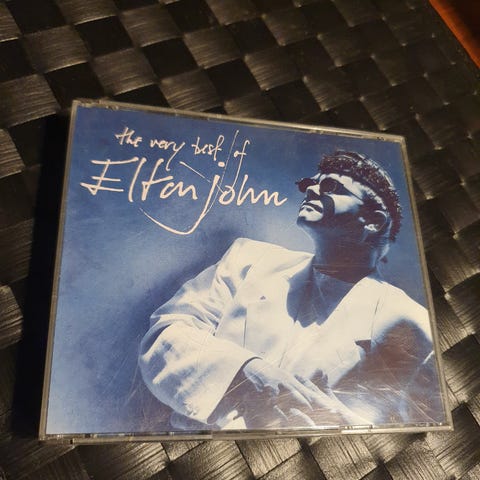 the very best of
Elton John